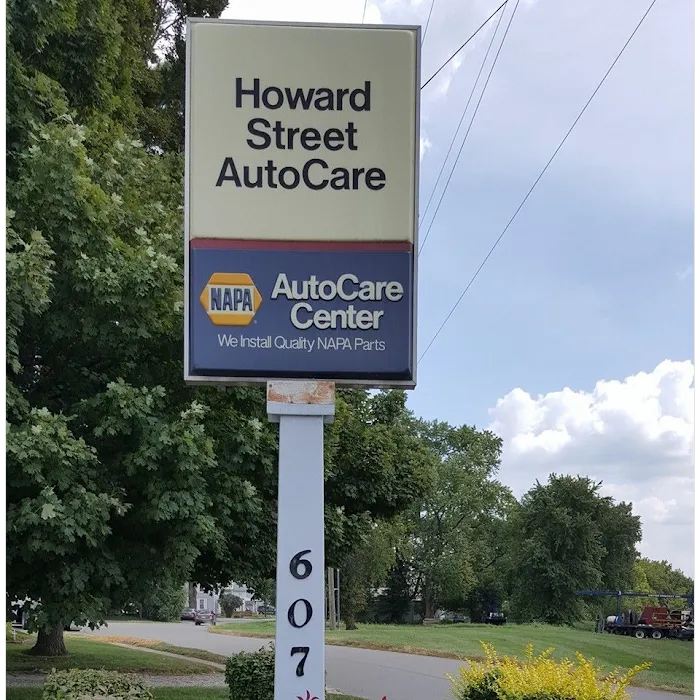 Howard
Street
AutoCare
NAPA
AutoCare
Center
We Install Quality NAPA Parts
6
0
7